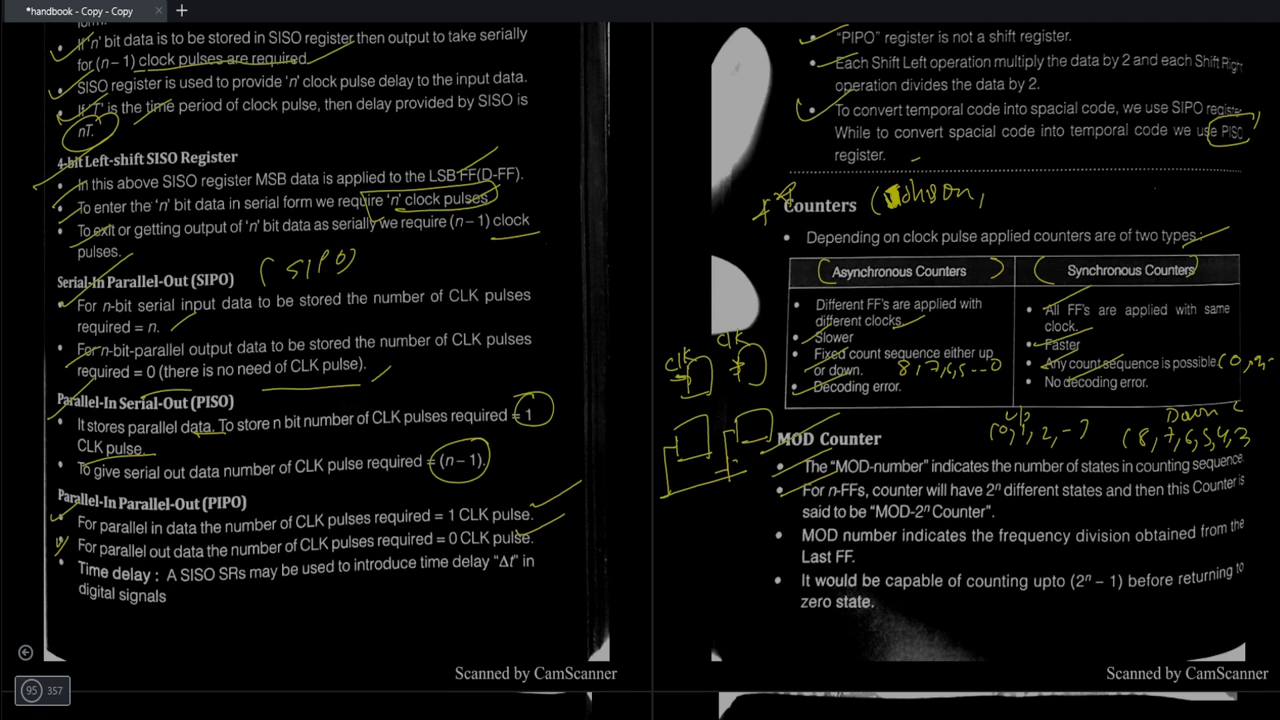 *handbook - Copy - Copy
If 'n' bit data is to be stored in SISO register then output to take serially
for (n – 1) clock pulses are required.
SISO register is used to provide 'n' clock pulse delay to the input data.
If 'T' is the time period of clock pulse, then delay provided by SISO is
nT.
4-bit Left-shift SISO Register
In this above SISO register MSB data is applied to the LSB FF(D-FF).
To enter the 'n' bit data in serial form we require 'n' clock pulses
To exit or getting output of 'n' bit data as serially we require (n – 1) clock
pulses.
Serial-In Parallel-Out (SIPO) (SIPO)
For n-bit serial input data to be stored the number of CLK pulses
required = n.
For n-bit-parallel output data to be stored the number of CLK pulses
required = 0 (there is no need of CLK pulse).
Parallel-In Serial-Out (PISO)
It stores parallel data. To store n bit number of CLK pulses required = 1
CLK pulse.
To give serial out data number of CLK pulse required = (n – 1).
Parallel-In Parallel-Out (PIPO)
For parallel in data the number of CLK pulses required = 1 CLK pulse.
For parallel out data the number of CLK pulses required = 0 CLK pulse.
Time delay : A SISO SRs may be used to introduce time delay "Δt" in
digital signals
Scanned by CamScanner
95 357
"PIPO" register is not a shift register.
Each Shift Left operation multiply the data by 2 and each Shift Right
operation divides the data by 2.
To convert temporal code into spacial code, we use SIPO register.
While to convert spacial code into temporal code we use PISO
register.
Counters (Johnson,
Depending on clock pulse applied counters are of two types:
Asynchronous Counters
Different FF's are applied with
different clocks.
Slower
Fixed count sequence either up
or down. 8,7,6,5--0
Decoding error.
Synchronous Counters
All FF's are applied with same
clock.
Faster
Any count sequence is possible.
No decoding error.
CLK CLK
Up
(0,1,2,-)
Down
(8,7,6,5,4,3
MOD Counter
The "MOD-number" indicates the number of states in counting sequence.
For n-FFs, counter will have 2ⁿ different states and then this Counter is
said to be "MOD-2ⁿ Counter".
MOD number indicates the frequency division obtained from the
Last FF.
It would be capable of counting upto (2ⁿ – 1) before returning to
zero state.
Scanned by CamScanner